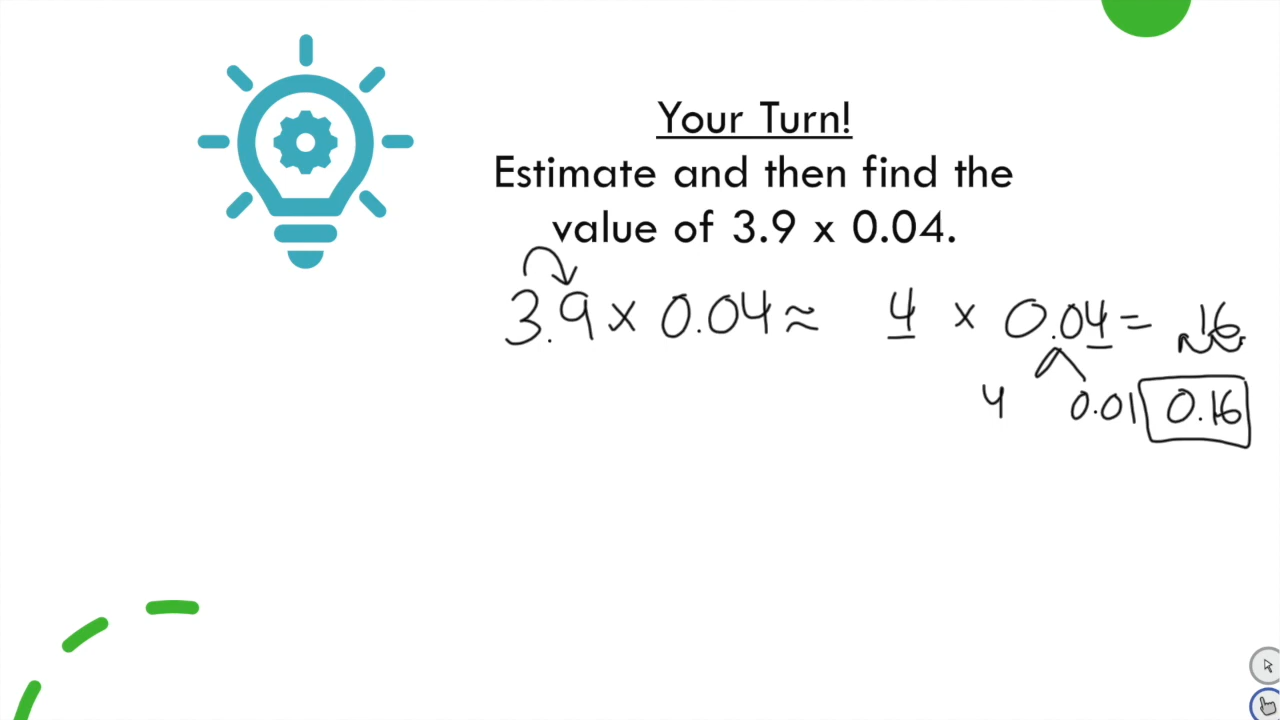 Your Turn!
Estimate and then find the
value of 3.9 x 0.04.
3.9 x 0.04 ≈ 4 x 0.04 = .16
4 0.01 0.16